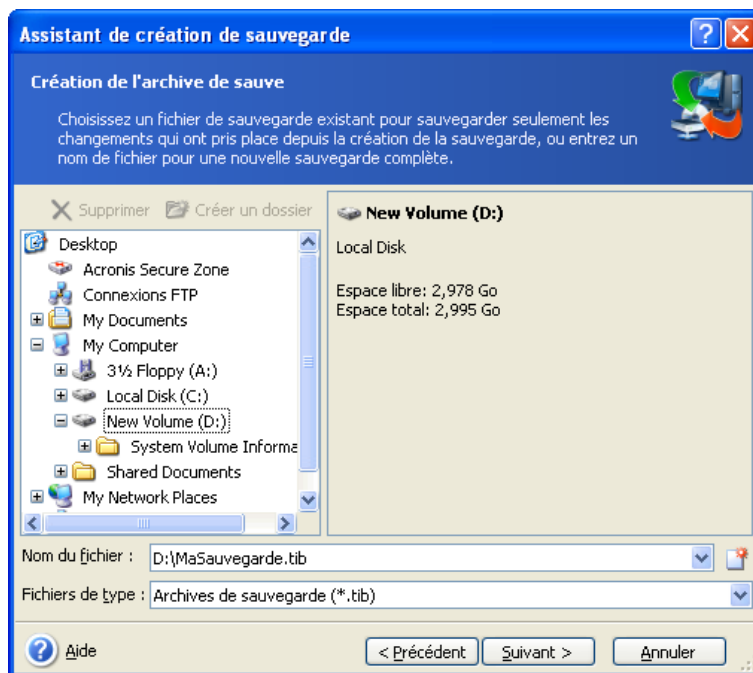 Assistant de création de sauvegarde
Création de l'archive de sauve
Choisissez un fichier de sauvegarde existant pour sauvegarder seulement les
changements qui ont pris place depuis la création de la sauvegarde, ou entrez un
nom de fichier pour une nouvelle sauvegarde complète.
Supprimer Créer un dossier
Desktop
Acronis Secure Zone
Connexions FTP
My Documents
My Computer
3½ Floppy (A:)
Local Disk (C:)
New Volume (D:)
System Volume Informa
Shared Documents
My Network Places
New Volume (D:)
Local Disk
Espace libre: 2,978 Go
Espace total: 2,995 Go
Nom du fichier : D:\MaSauvegarde.tib
Fichiers de type : Archives de sauvegarde (*.tib)
Aide
< Précédent Suivant > Annuler